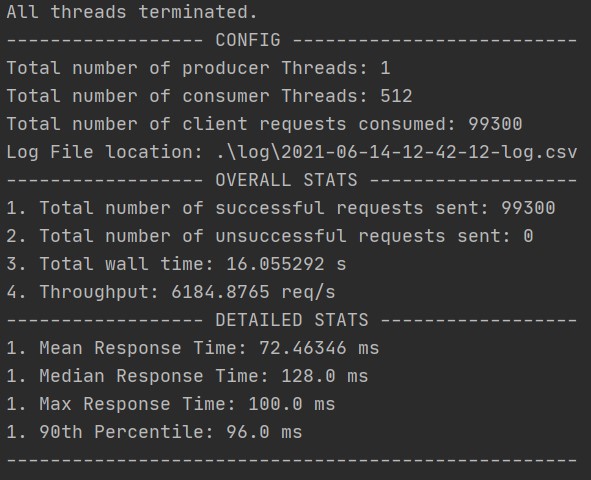 All threads terminated.
------------------ CONFIG --------------------------
Total number of producer Threads: 1
Total number of consumer Threads: 512
Total number of client requests consumed: 99300
Log File location: .\log\2021-06-14-12-42-12-log.csv
------------------ OVERALL STATS -------------------
1. Total number of successful requests sent: 99300
2. Total number of unsuccessful requests sent: 0
3. Total wall time: 16.055292 s
4. Throughput: 6184.8765 req/s
------------------ DETAILED STATS ------------------
1. Mean Response Time: 72.46346 ms
1. Median Response Time: 128.0 ms
1. Max Response Time: 100.0 ms
1. 90th Percentile: 96.0 ms
----------------------------------------------------